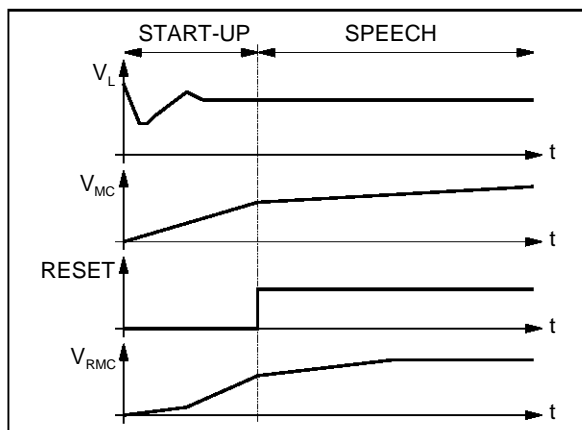 START-UP SPEECH
V_L
t
V_MC
t
RESET
t
V_RMC
t